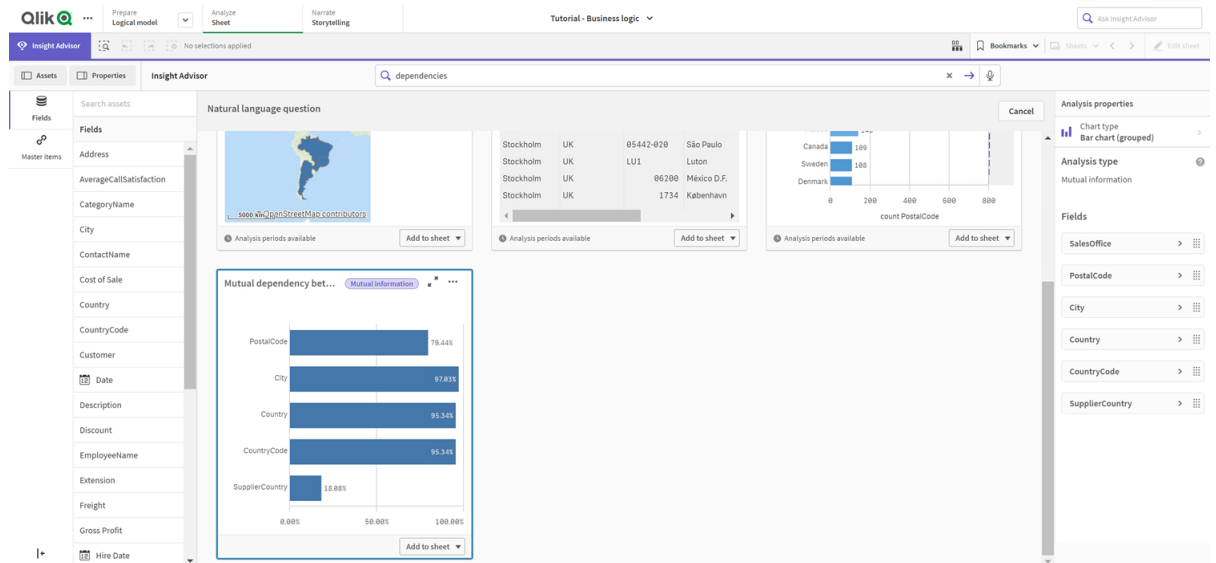 Qlik
Prepare
Logical model
Analyze
Sheet
Narrate
Storytelling
Tutorial - Business logic
Ask Insight Advisor
Insight Advisor
No selections applied
Bookmarks
Sheets
Edit sheet
Assets
Properties
Insight Advisor
dependencies
Fields
Master items
Search assets
Fields
Address
AverageCallSatisfaction
CategoryName
City
ContactName
Cost of Sale
Country
CountryCode
Customer
Date
Description
Discount
EmployeeName
Extension
Freight
Gross Profit
Hire Date
Natural language question
Cancel
5000 km
© OpenStreetMap contributors
Analysis periods available
Add to sheet
Stockholm UK 05442-020 São Paulo
Stockholm UK LU1 Luton
Stockholm UK 06200 México D.F.
Stockholm UK 1734 København
Analysis periods available
Add to sheet
Canada 109
Sweden 108
Denmark
0 200 400 600 800
count PostalCode
Analysis periods available
Add to sheet
Mutual dependency bet...
Mutual information
PostalCode 79.44%
City 97.03%
Country 95.34%
CountryCode 95.34%
SupplierCountry 18.08%
0.00% 50.00% 100.00%
Add to sheet
Analysis properties
Chart type
Bar chart (grouped)
Analysis type
Mutual information
Fields
SalesOffice
PostalCode
City
Country
CountryCode
SupplierCountry